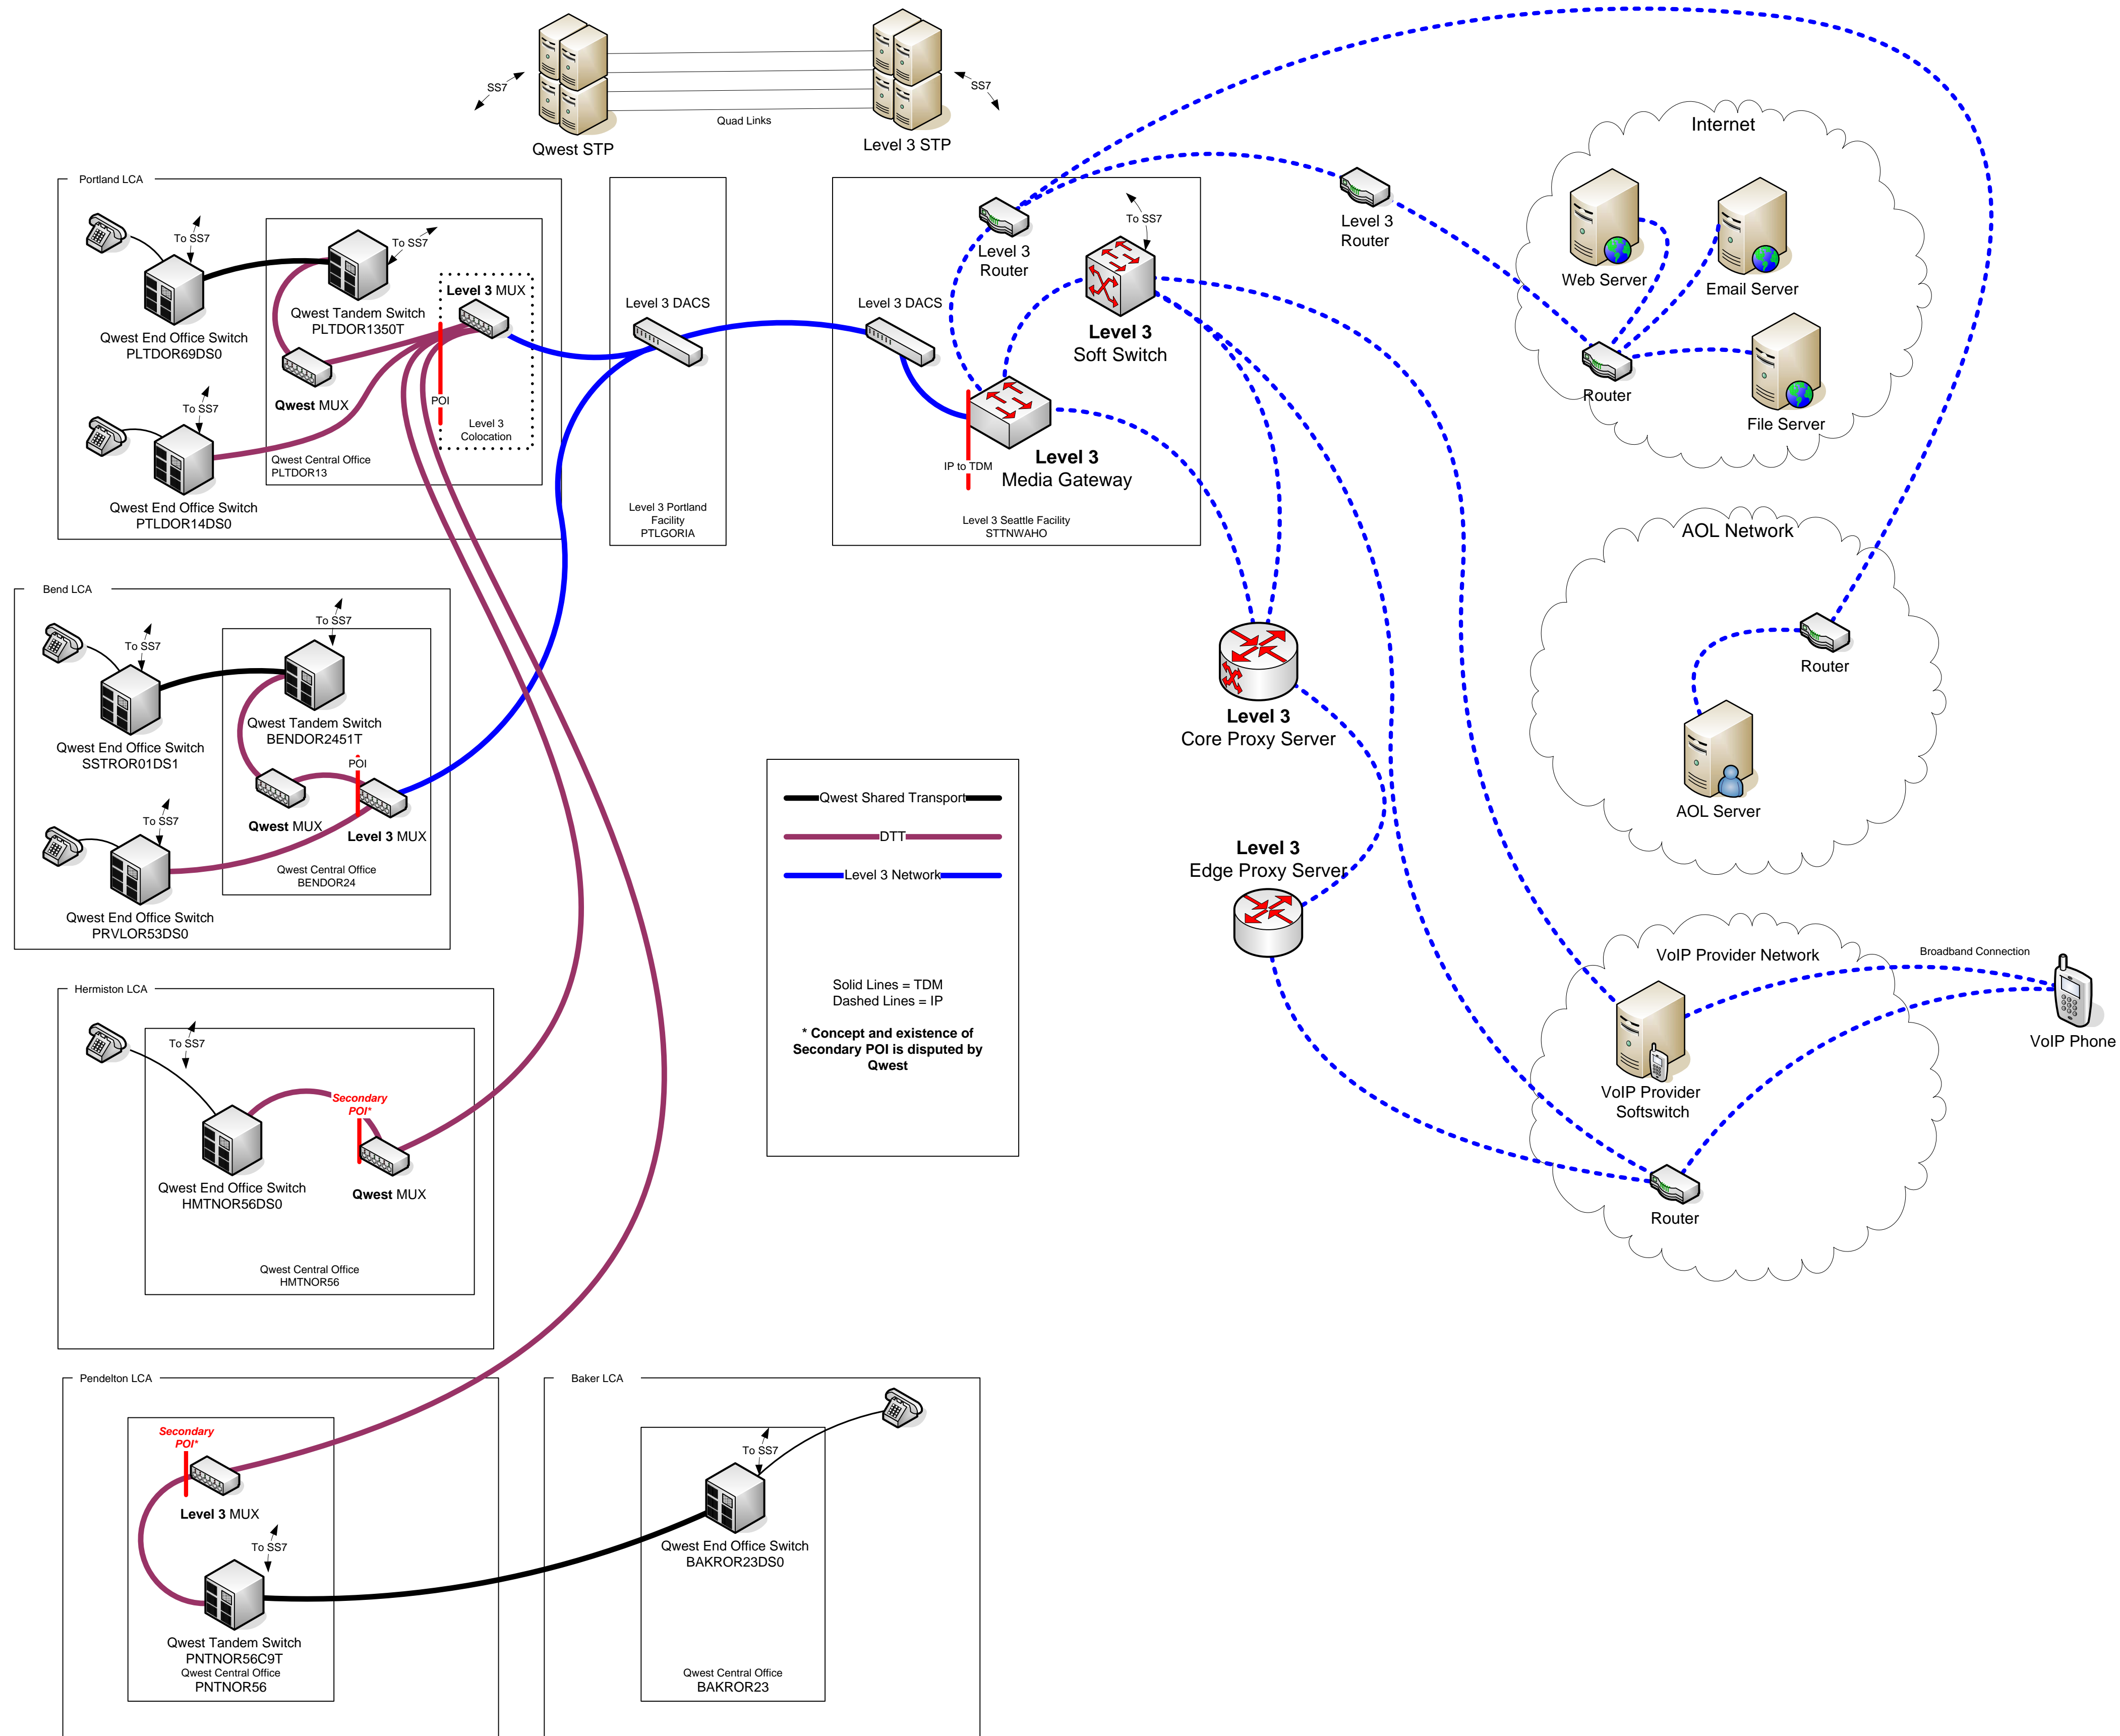 SS7
Quad Links
SS7
Qwest STP
Level 3 STP
Portland LCA
To SS7
To SS7
Qwest End Office Switch
PLTDOR69DS0
Qwest Tandem Switch
PLTDOR1350T
Level 3 MUX
Qwest MUX
POI
Level 3
Colocation
To SS7
Qwest Central Office
PLTDOR13
Qwest End Office Switch
PTLDOR14DS0
Level 3 DACS
Level 3 Portland
Facility
PTLGORIA
Level 3
Router
To SS7
Level 3 DACS
Level 3
Soft Switch
IP to TDM
Level 3
Media Gateway
Level 3 Seattle Facility
STTNWAHO
Level 3
Router
Internet
Web Server
Email Server
Router
File Server
AOL Network
Router
AOL Server
Bend LCA
To SS7
To SS7
Qwest End Office Switch
SSTROR01DS1
Qwest Tandem Switch
BENDOR2451T
POI
To SS7
Qwest MUX
Level 3 MUX
Qwest Central Office
BENDOR24
Qwest End Office Switch
PRVLOR53DS0
Level 3
Core Proxy Server
Level 3
Edge Proxy Server
Qwest Shared Transport
DTT
Level 3 Network
Solid Lines = TDM
Dashed Lines = IP
* Concept and existence of
Secondary POI is disputed by
Qwest
VoIP Provider Network
Broadband Connection
VoIP Phone
VoIP Provider
Softswitch
Router
Hermiston LCA
To SS7
Secondary
POI*
Qwest End Office Switch
HMTNOR56DS0
Qwest MUX
Qwest Central Office
HMTNOR56
Pendelton LCA
Secondary
POI*
Level 3 MUX
To SS7
Qwest Tandem Switch
PNTNOR56C9T
Qwest Central Office
PNTNOR56
Baker LCA
To SS7
Qwest End Office Switch
BAKROR23DS0
Qwest Central Office
BAKROR23